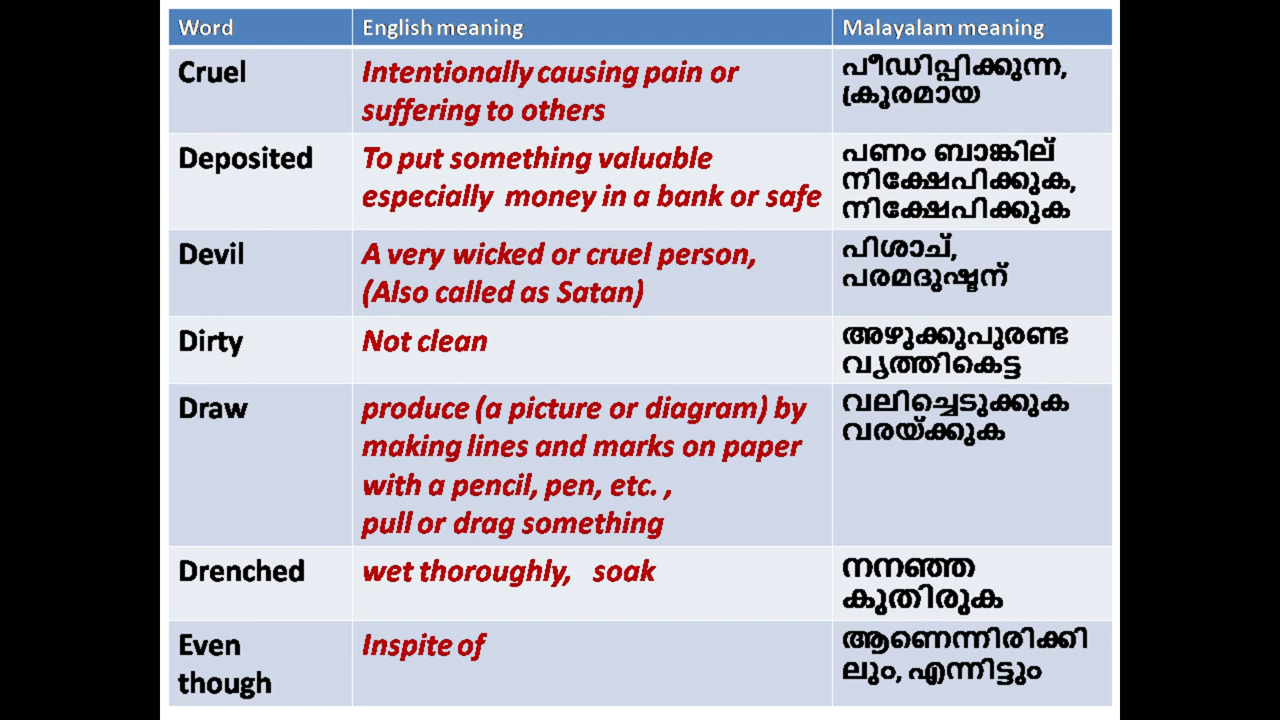 Word English meaning Malayalam meaning
Cruel
Intentionally causing pain or
suffering to others
പീഡിപ്പിക്കുന്ന,
ക്രൂരമായ
Deposited
To put something valuable
especially money in a bank or safe
പണം ബാങ്കില്
നിക്ഷേപിക്കുക,
നിക്ഷേപിക്കുക
Devil
A very wicked or cruel person,
(Also called as Satan)
പിശാച്,
പരമദുഷ്ടന്
Dirty
Not clean
അഴുക്കുപുരണ്ട
വൃത്തികെട്ട
Draw
produce (a picture or diagram) by
making lines and marks on paper
with a pencil, pen, etc. ,
pull or drag something
വലിച്ചെടുക്കുക
വരയ്ക്കുക
Drenched
wet thoroughly, soak
നനഞ്ഞ
കുതിരുക
Even
though
Inspite of
ആണെന്നിരിക്കി
ലും, എന്നിട്ടും